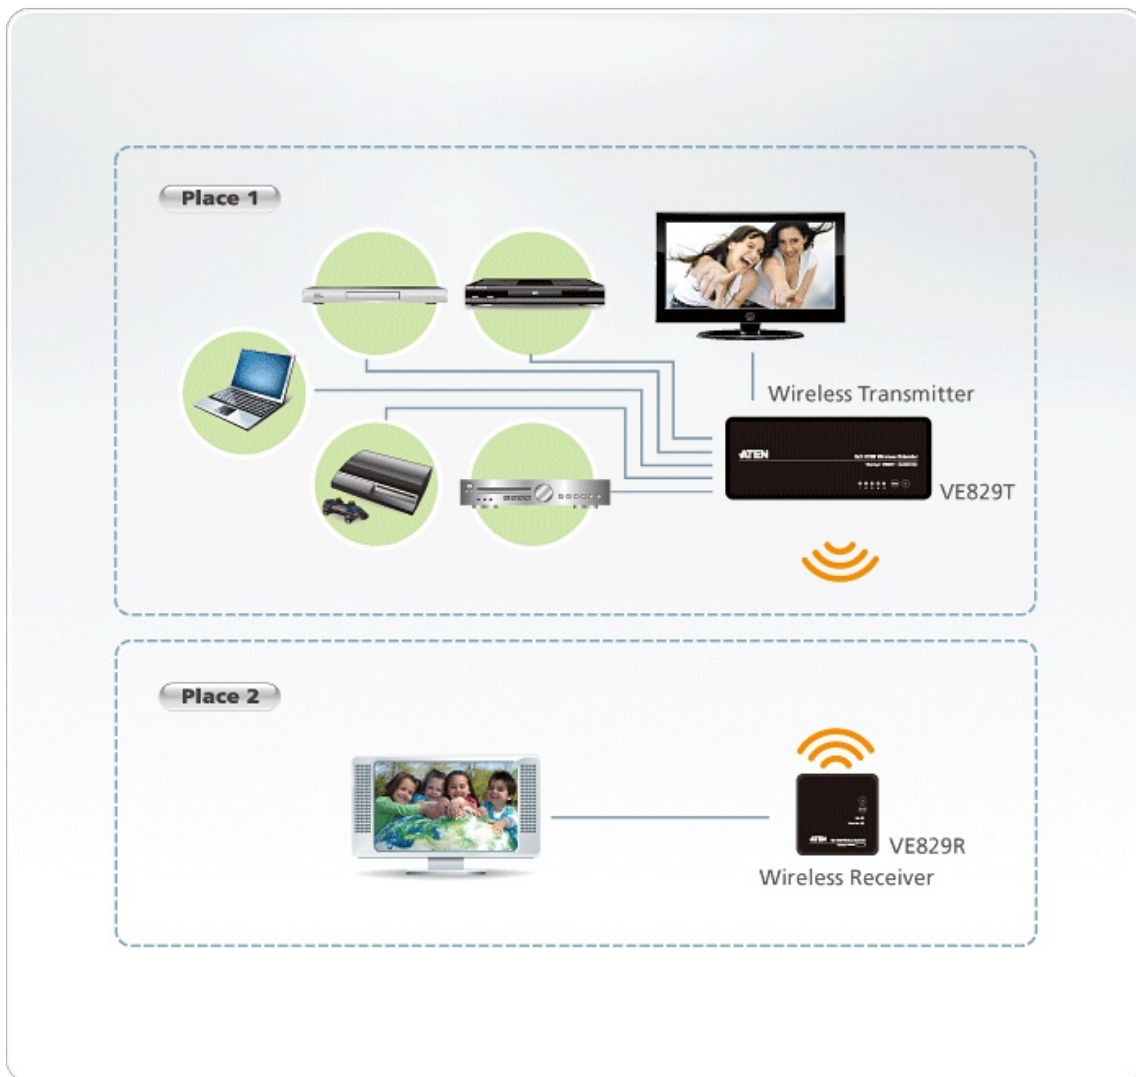 Place 1
Wireless Transmitter
ATEN
VE829T
Place 2
ATEN
VE829R
Wireless Receiver